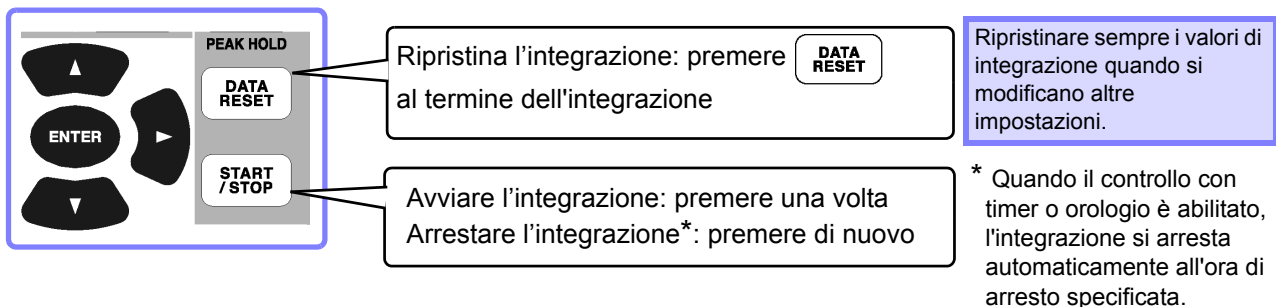 PEAK HOLD
DATA
RESET
ENTER
START
/ STOP
Ripristina l’integrazione: premere DATA RESET
al termine dell'integrazione
Avviare l’integrazione: premere una volta
Arrestare l’integrazione*: premere di nuovo
Ripristinare sempre i valori di
integrazione quando si
modificano altre
impostazioni.
* Quando il controllo con
timer o orologio è abilitato,
l'integrazione si arresta
automaticamente all'ora di
arresto specificata.